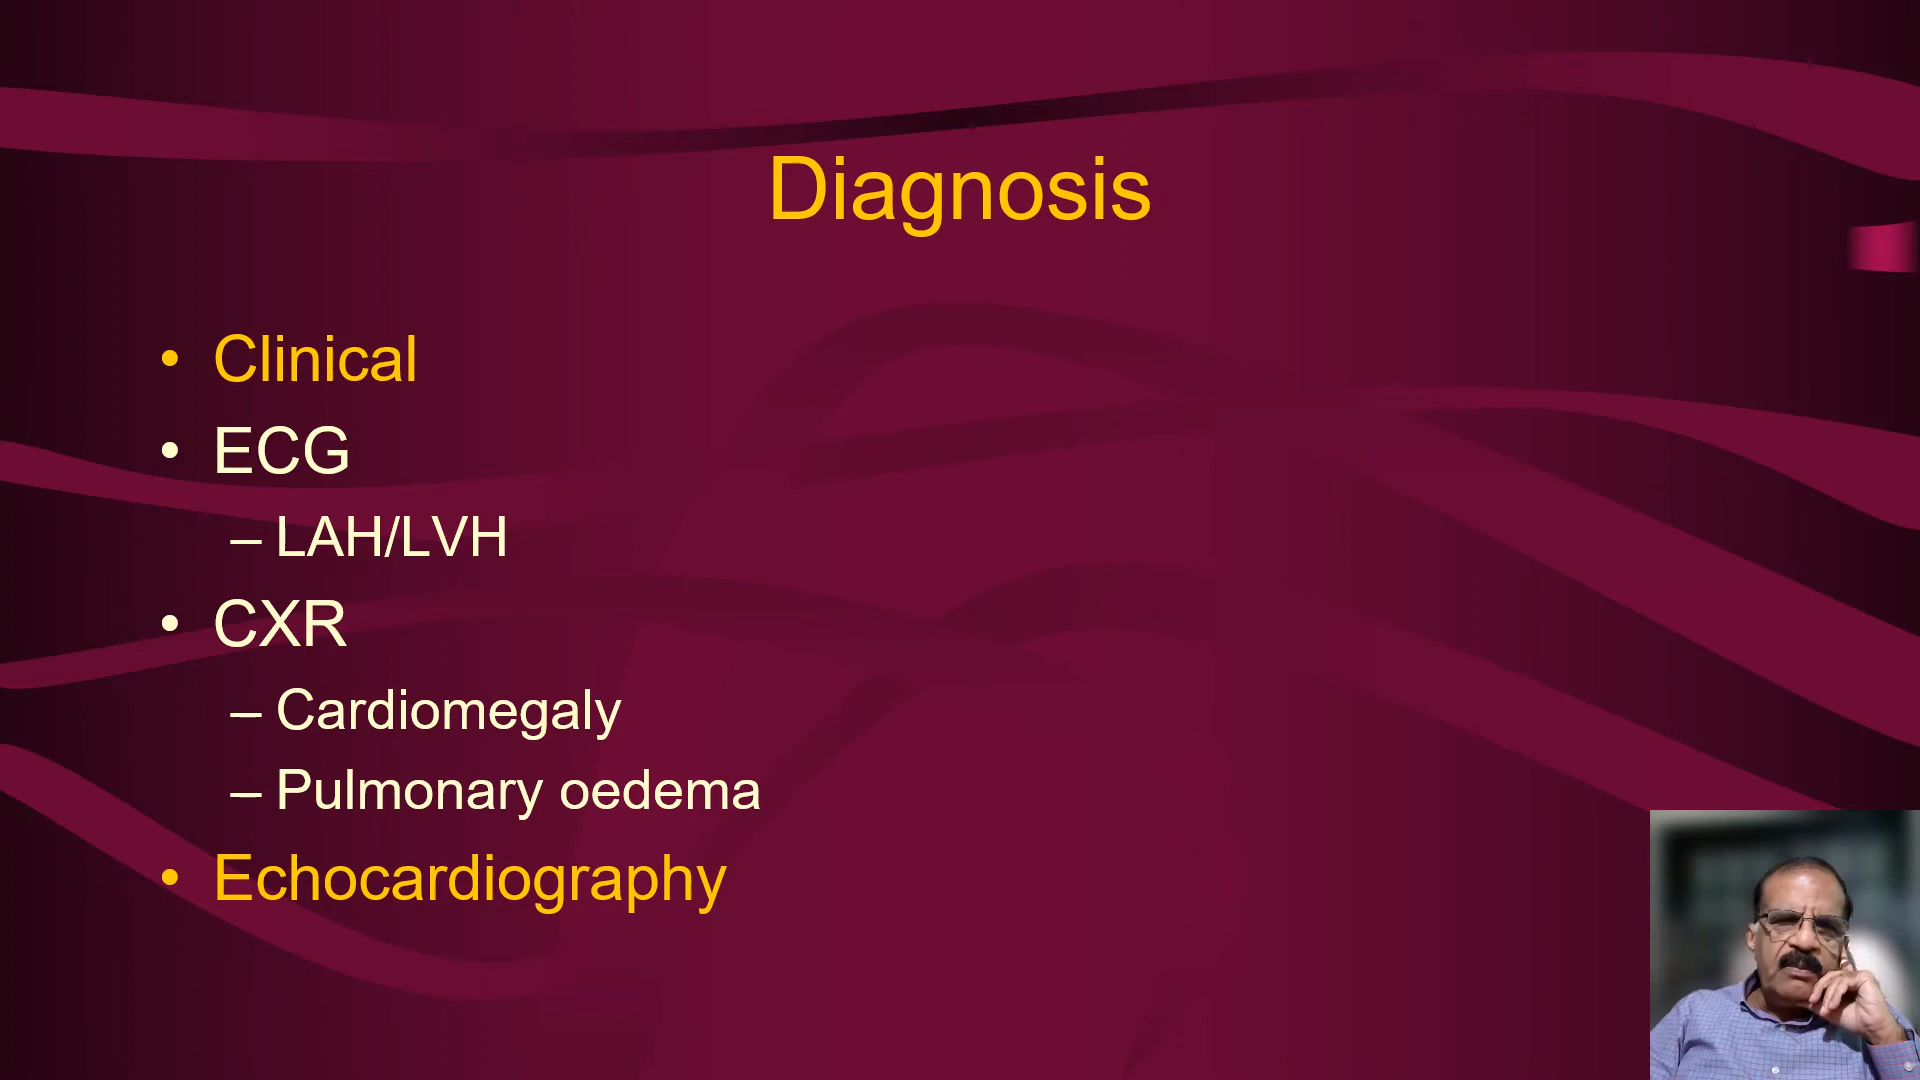 Diagnosis
• Clinical
• ECG
– LAH/LVH
• CXR
– Cardiomegaly
– Pulmonary oedema
• Echocardiography